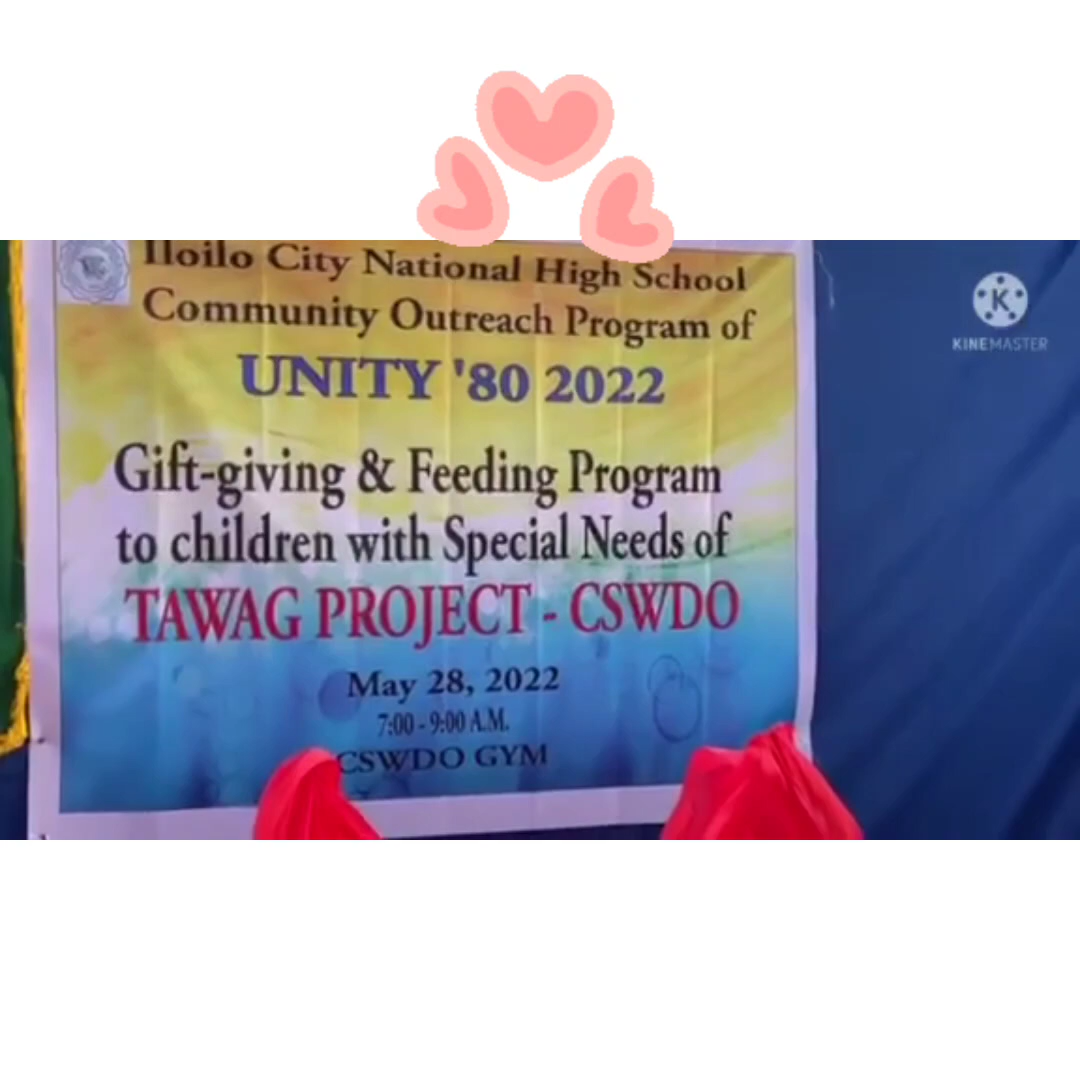 Iloilo City National High School
Community Outreach Program of
UNITY '80 2022
Gift-giving & Feeding Program
to children with Special Needs of
TAWAG PROJECT - CSWDO
May 28, 2022
7:00 - 9:00 A.M.
CSWDO GYM
K
KINEMASTER